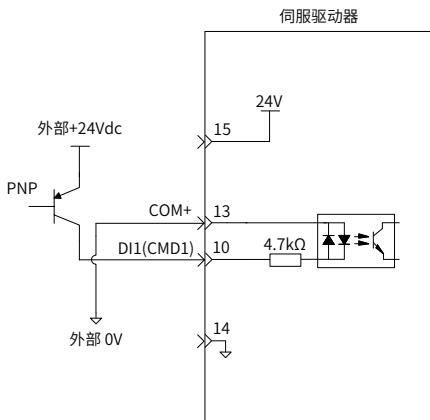 伺服驱动器
24V
15
外部+24Vdc
PNP
COM+
13
DI1(CMD1)
10
4.7kΩ
14
外部 0V